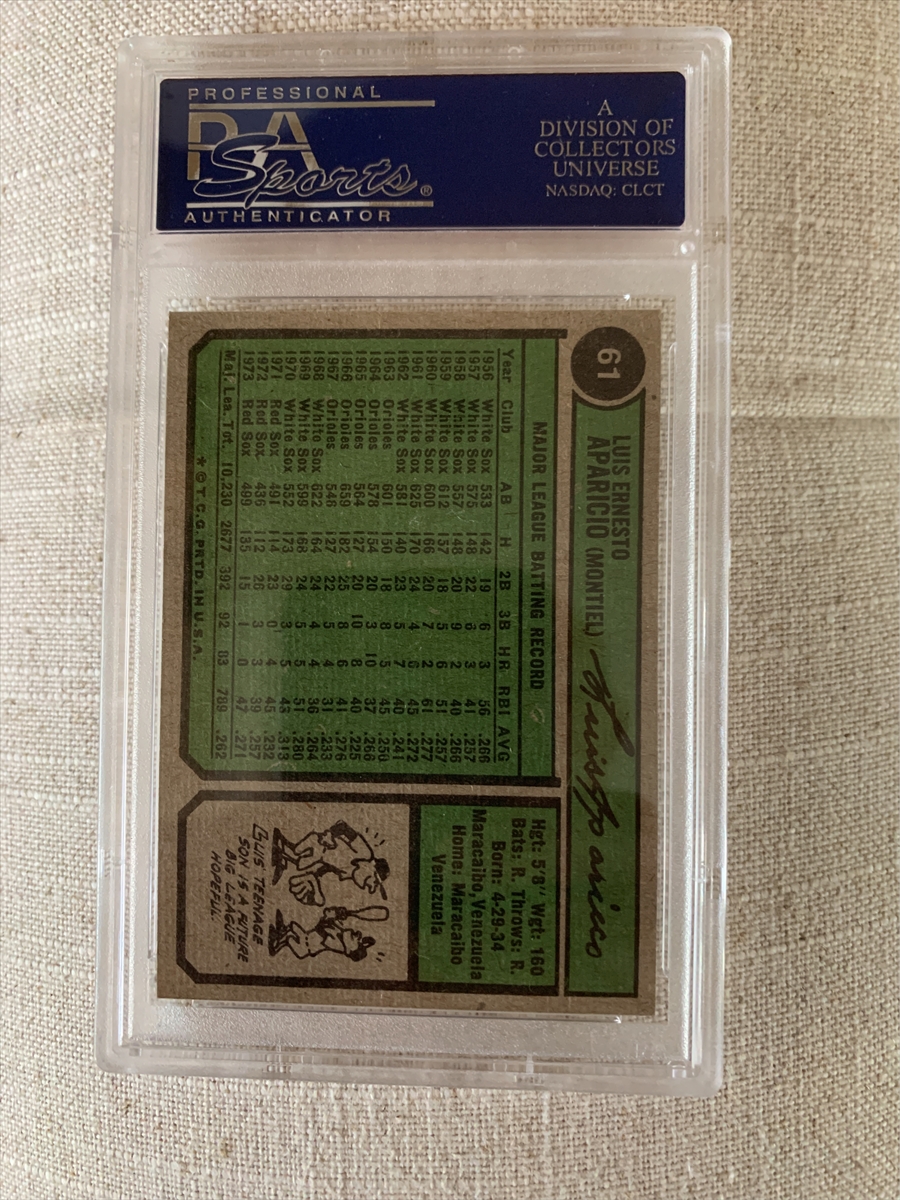 PROFESSIONAL
PSA
Sports®
AUTHENTICATOR
A
DIVISION OF
COLLECTORS
UNIVERSE
NASDAQ: CLCT
61
LUIS ERNESTO
APARICIO (MONTIEL)
Luis Aparicio
MAJOR LEAGUE BATTING RECORD
Year Club AB H 2B 3B HR RBI AVG
1956 White Sox 533 142 19 6 3 56 .266
1957 White Sox 575 148 22 6 3 41 .257
1958 White Sox 557 148 20 9 2 40 .266
1959 White Sox 612 157 18 5 6 51 .257
1960 White Sox 600 166 20 7 2 61 .277
1961 White Sox 625 170 24 4 6 45 .272
1962 White Sox 581 140 23 5 7 40 .241
1963 Orioles 601 150 18 8 5 45 .250
1964 Orioles 578 154 20 3 10 37 .266
1965 Orioles 564 127 20 10 8 40 .225
1966 Orioles 659 182 25 8 6 41 .276
1967 Orioles 546 127 22 5 4 31 .233
1968 White Sox 622 164 24 4 4 36 .264
1969 White Sox 599 168 24 5 5 51 .280
1970 White Sox 552 173 29 3 5 43 .313
1971 Red Sox 491 114 23 0 4 45 .232
1972 Red Sox 436 112 26 3 3 39 .257
1973 Red Sox 499 135 15 1 0 47 .271
Maj. Lea. Tot. 10,230 2677 392 92 83 789 .262
* © T.C.G. PRTD. IN U.S.A.
Hgt: 5'8" Wgt: 160
Bats: R. Throws: R.
Born: 4-29-34
Maracaibo, Venezuela
Home: Maracaibo
Venezuela
LUIS TEENAGE
SON IS A FUTURE
BIG LEAGUE
HOPEFUL.